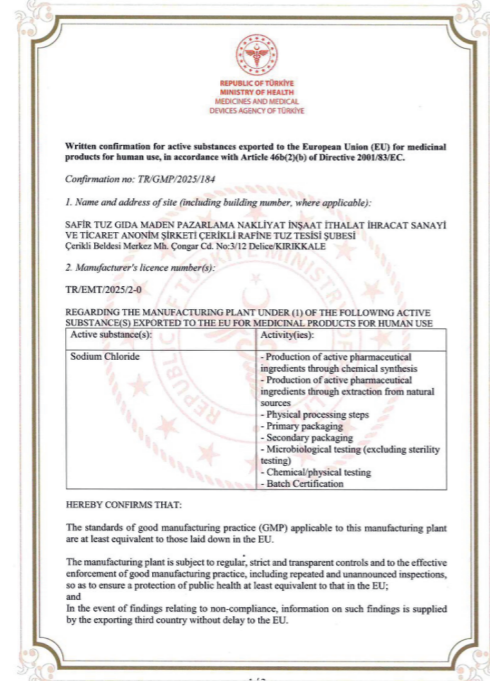 REPUBLIC OF TÜRKİYE
MINISTRY OF HEALTH
MEDICINES AND MEDICAL
DEVICES AGENCY OF TÜRKİYE
Written confirmation for active substances exported to the European Union (EU) for medicinal
products for human use, in accordance with Article 46b(2)(b) of Directive 2001/83/EC.
Confirmation no: TR/GMP/2025/184
1. Name and address of site (including building number, where applicable):
SAFİR TUZ GIDA MADEN PAZARLAMA NAKLİYAT İNŞAAT İTHALAT İHRACAT SANAYİ
VE TİCARET ANONİM ŞİRKETİ ÇERİKLİ RAFİNE TUZ TESİSİ ŞUBESİ
Çerikli Beldesi Merkez Mh. Çongar Cd. No:3/12 Delice/KIRIKKALE
2. Manufacturer's licence number(s):
TR/EMT/2025/2-0
REGARDING THE MANUFACTURING PLANT UNDER (1) OF THE FOLLOWING ACTIVE
SUBSTANCE(S) EXPORTED TO THE EU FOR MEDICINAL PRODUCTS FOR HUMAN USE
Active substance(s):
Activity(ies):
Sodium Chloride
- Production of active pharmaceutical
ingredients through chemical synthesis
- Production of active pharmaceutical
ingredients through extraction from natural
sources
- Physical processing steps
- Primary packaging
- Secondary packaging
- Microbiological testing (excluding sterility
testing)
- Chemical/physical testing
- Batch Certification
HEREBY CONFIRMS THAT:
The standards of good manufacturing practice (GMP) applicable to this manufacturing plant
are at least equivalent to those laid down in the EU.
The manufacturing plant is subject to regular, strict and transparent controls and to the effective
enforcement of good manufacturing practice, including repeated and unannounced inspections,
so as to ensure a protection of public health at least equivalent to that in the EU;
and
In the event of findings relating to non-compliance, information on such findings is supplied
by the exporting third country without delay to the EU.